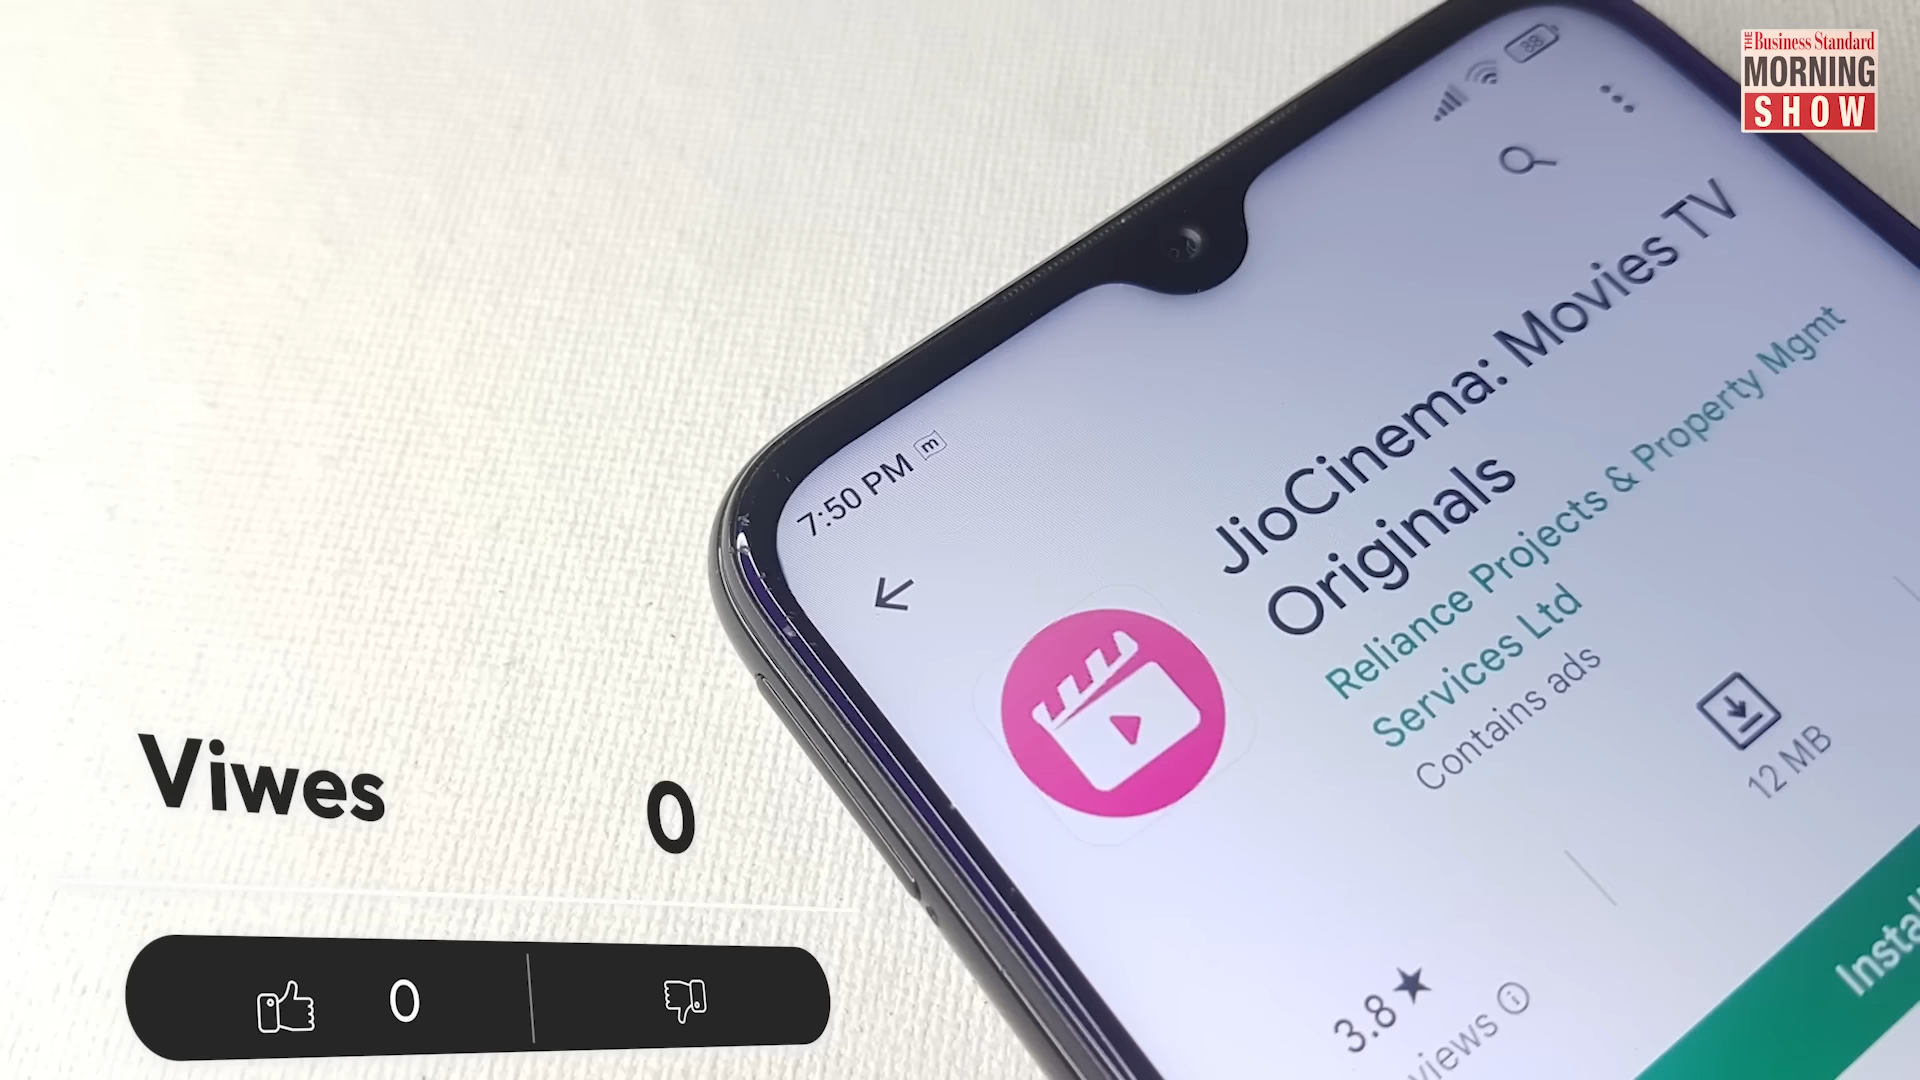 THE Business Standard
MORNING
SHOW
88
7:50 PM m
JioCinema: Movies TV
Originals
Reliance Projects & Property Mgmt
Services Ltd
Contains ads
12 MB
3.8 ★
Viwes 0
0